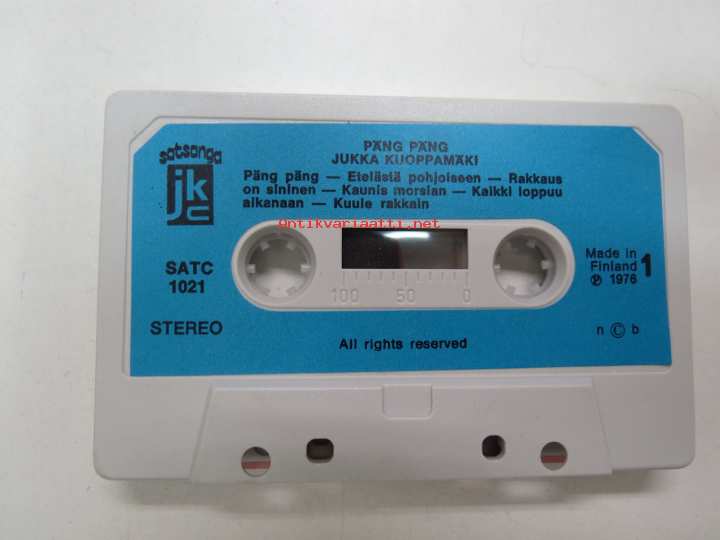 satsanga
jkc
PÄNG PÄNG
JUKKA KUOPPAMÄKI
Päng päng — Etelästä pohjoiseen — Rakkaus
on sininen — Kaunis morsian — Kaikki loppuu
aikanaan — Kuule rakkain
Antikvariaatti.net
SATC
1021
STEREO
100 50 0
Made in
Finland
℗ 1976
1
All rights reserved
n © b